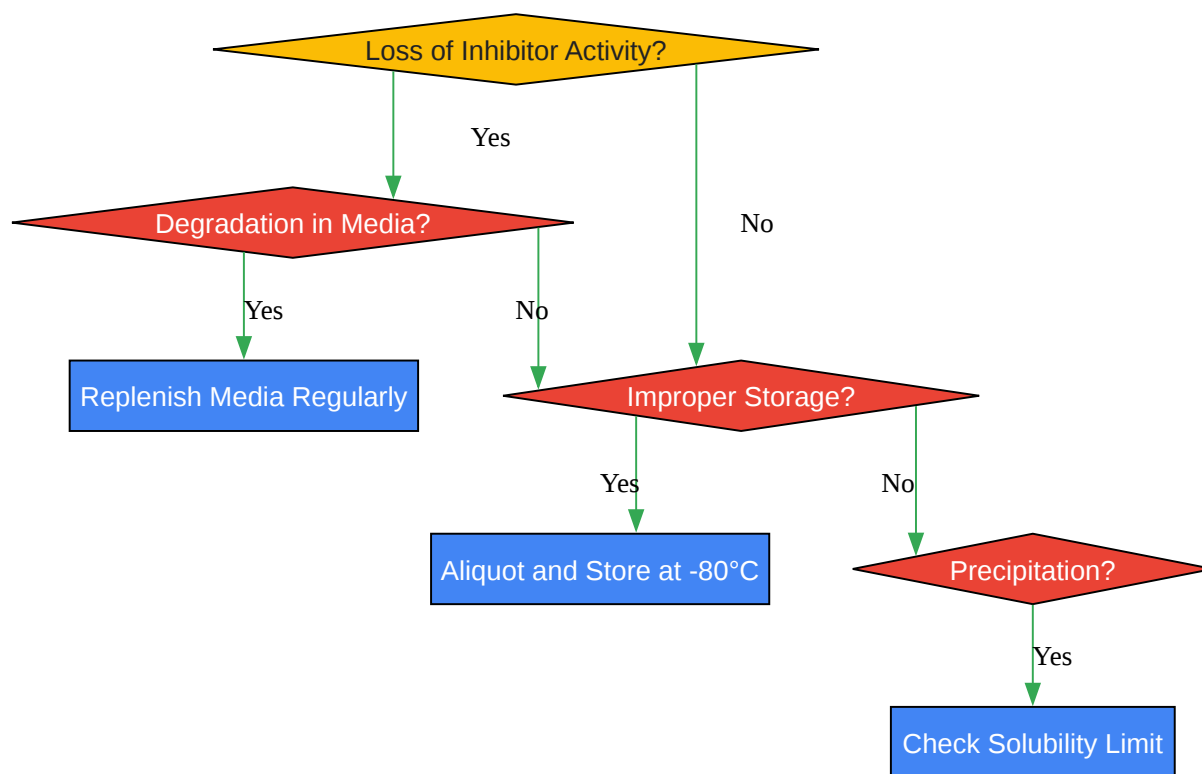 Loss of Inhibitor Activity?
Yes
No
Degradation in Media?
Yes
No
Replenish Media Regularly
Improper Storage?
Yes
No
Aliquot and Store at -80°C
Precipitation?
Yes
Check Solubility Limit